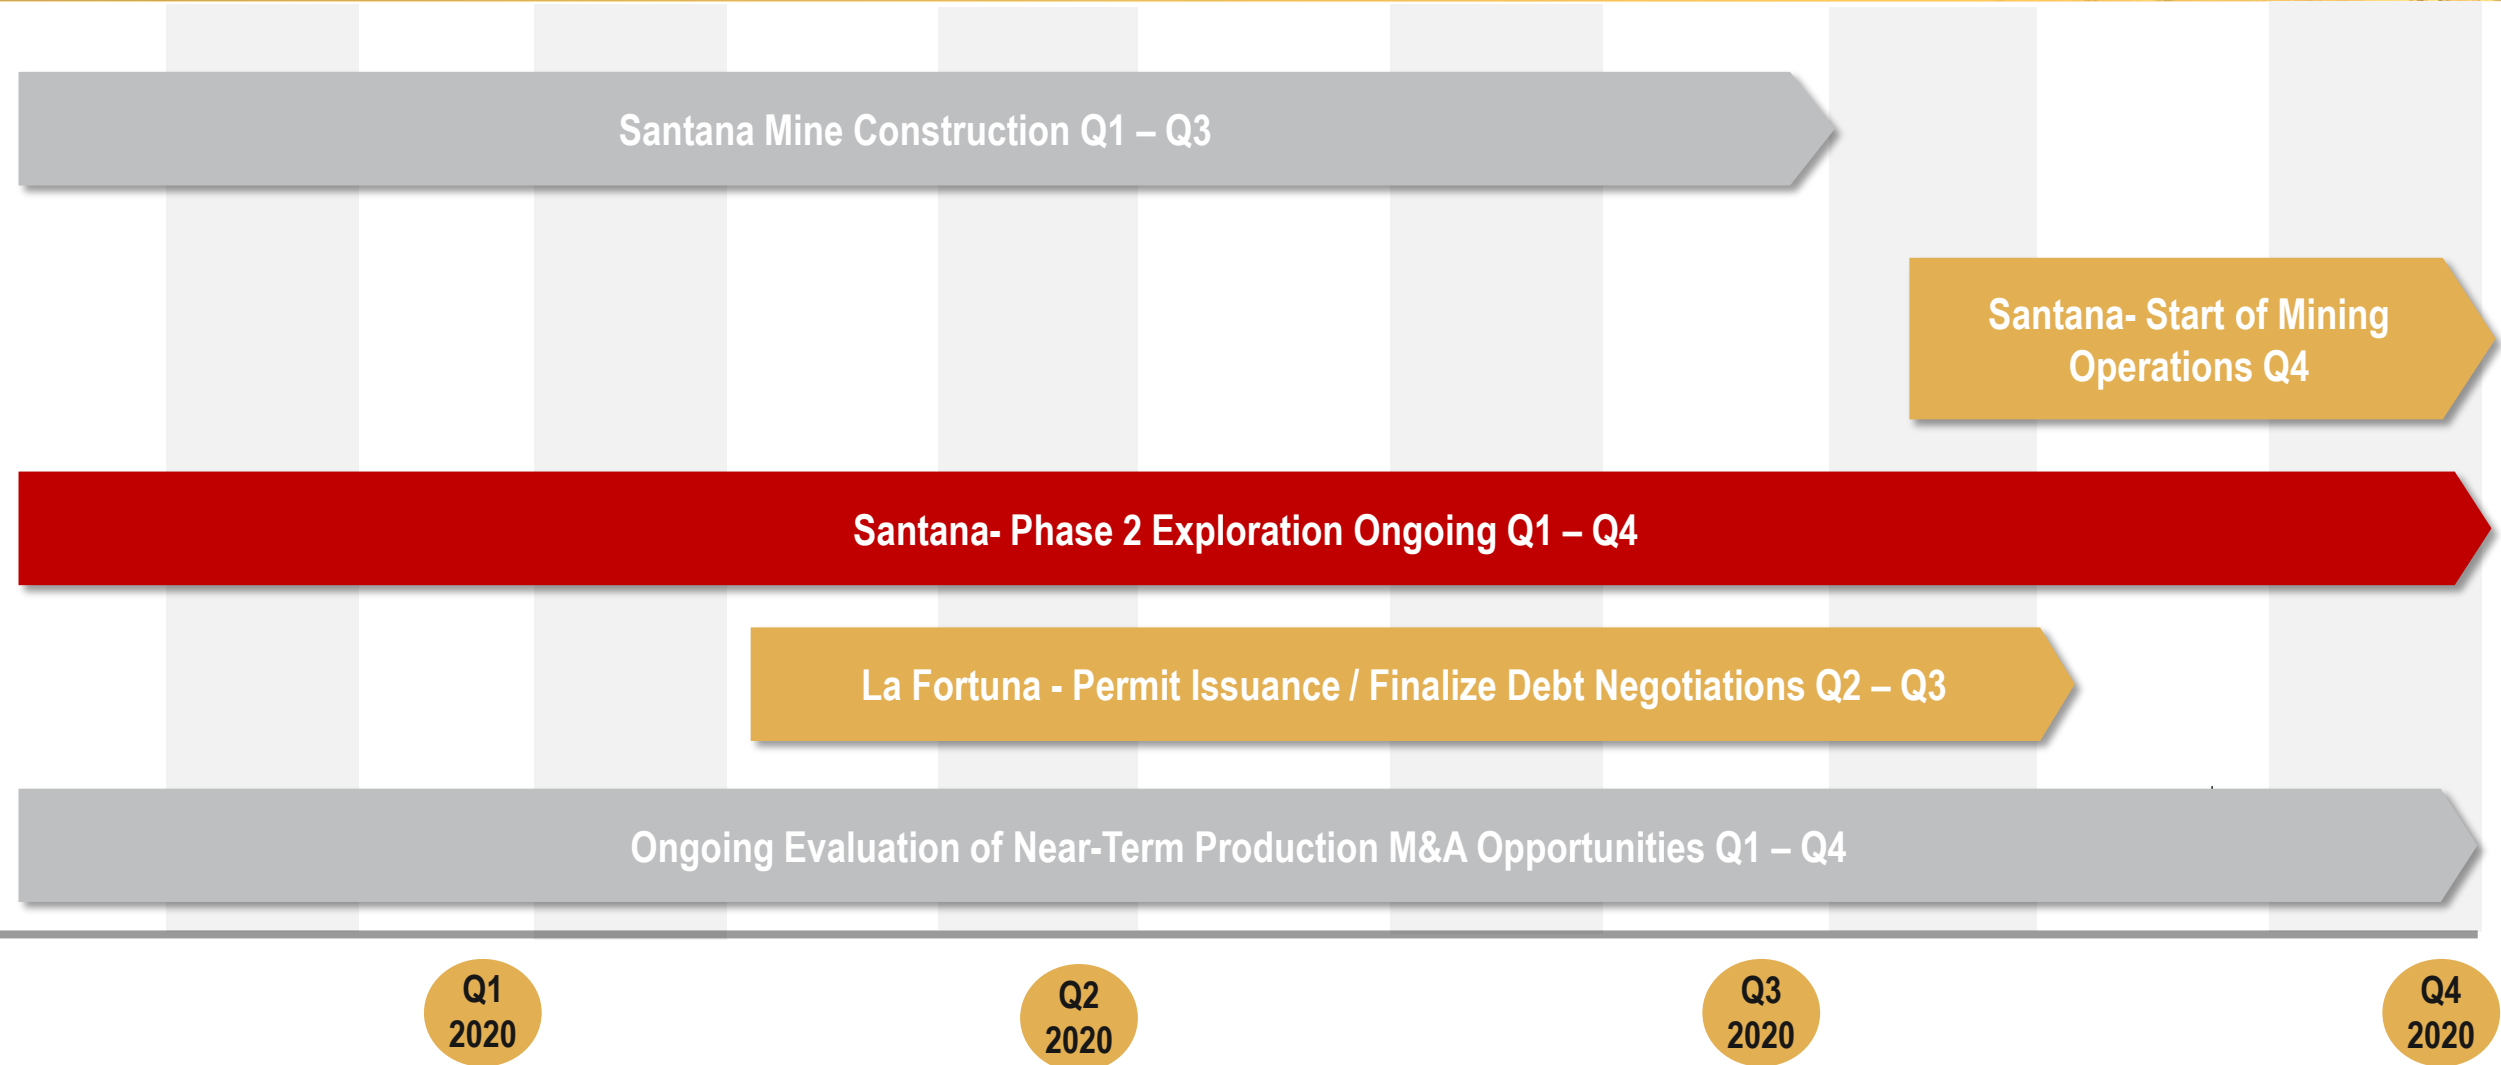 Santana Mine Construction Q1 – Q3
Santana- Start of Mining
Operations Q4
Santana- Phase 2 Exploration Ongoing Q1 – Q4
La Fortuna - Permit Issuance / Finalize Debt Negotiations Q2 – Q3
Ongoing Evaluation of Near-Term Production M&A Opportunities Q1 – Q4
Q1
2020
Q2
2020
Q3
2020
Q4
2020